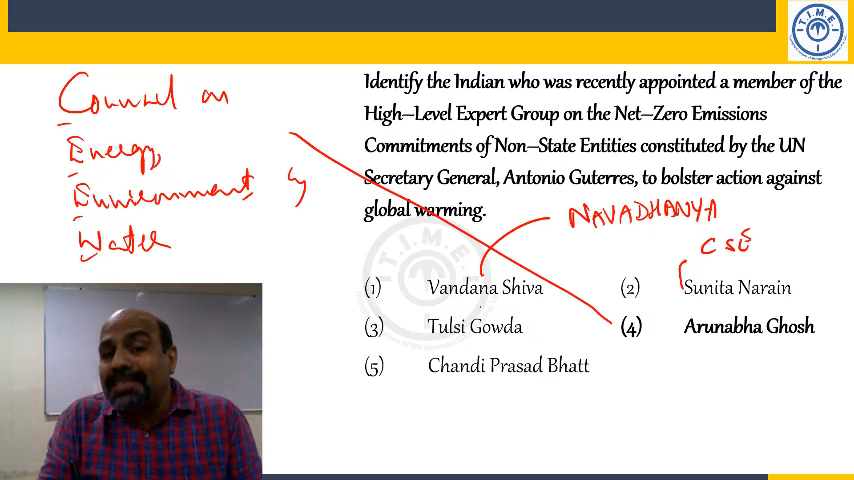 T.I.M.E.
Council on
Energy,
Environment &
Water
Identify the Indian who was recently appointed a member of the
High-Level Expert Group on the Net-Zero Emissions
Commitments of Non-State Entities constituted by the UN
Secretary General, Antonio Guterres, to bolster action against
global warming.
NAVADHANYA
CSE
(1) Vandana Shiva (2) Sunita Narain
(3) Tulsi Gowda (4) Arunabha Ghosh
(5) Chandi Prasad Bhatt